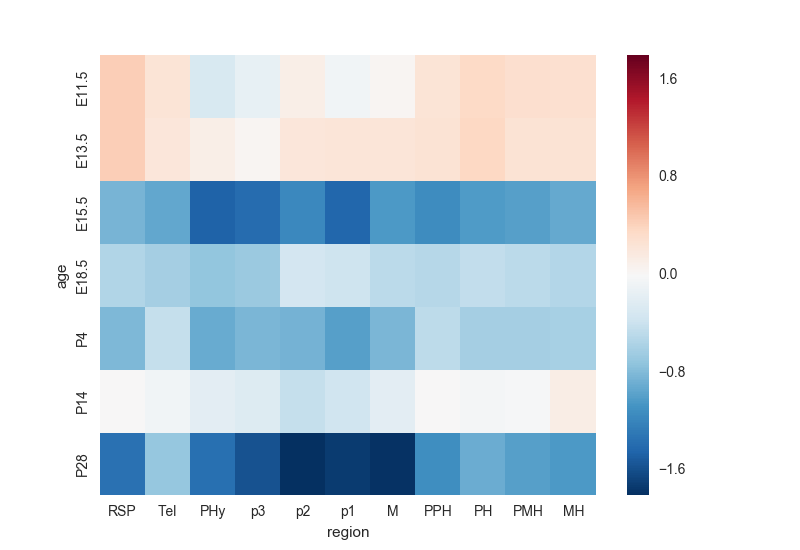 age
E11.5
E13.5
E15.5
E18.5
P4
P14
P28
RSP Tel PHy p3 p2 p1 M PPH PH PMH MH
region
1.6
0.8
0.0
−0.8
−1.6